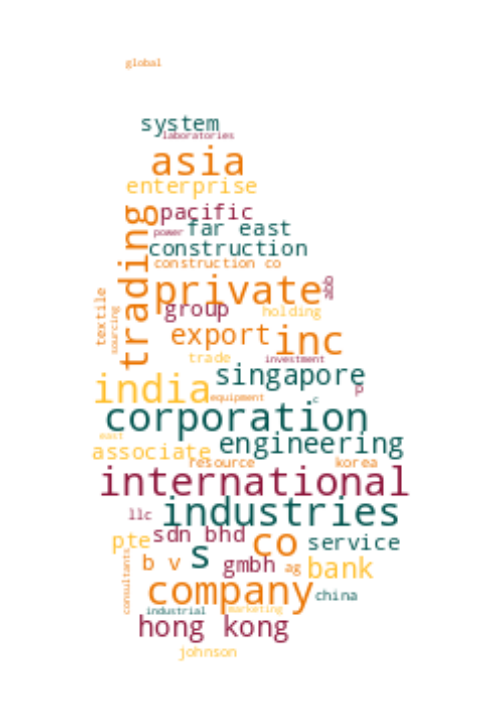 global
system
laboratories
asia
enterprise
trading
pacific
power
far east
construction
construction co
private
abb
textile
sourcing
group
holding
export
inc
trade
investment
singapore
p
india
equipment
c
corporation
east
engineering
associate
resource
korea
international
industries
llc
sdn bhd
co
pte
s
service
b v
gmbh
ag
bank
consultants
company
china
industrial
marketing
hong kong
johnson